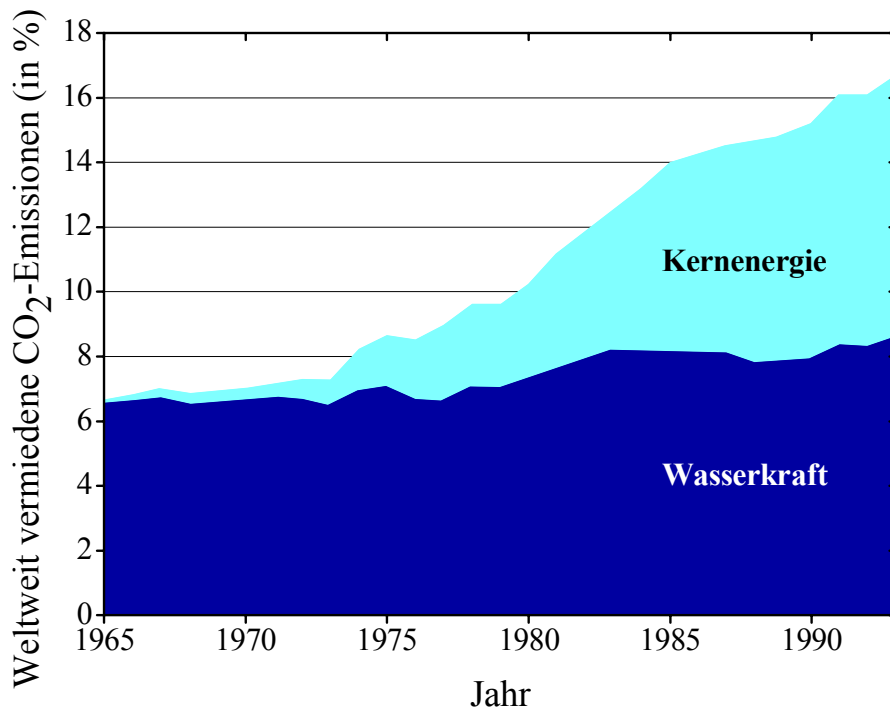 Weltweit vermiedene CO2-Emissionen (in %)
18
16
14
12
10
8
6
4
2
0
Kernenergie
Wasserkraft
1965 1970 1975 1980 1985 1990
Jahr